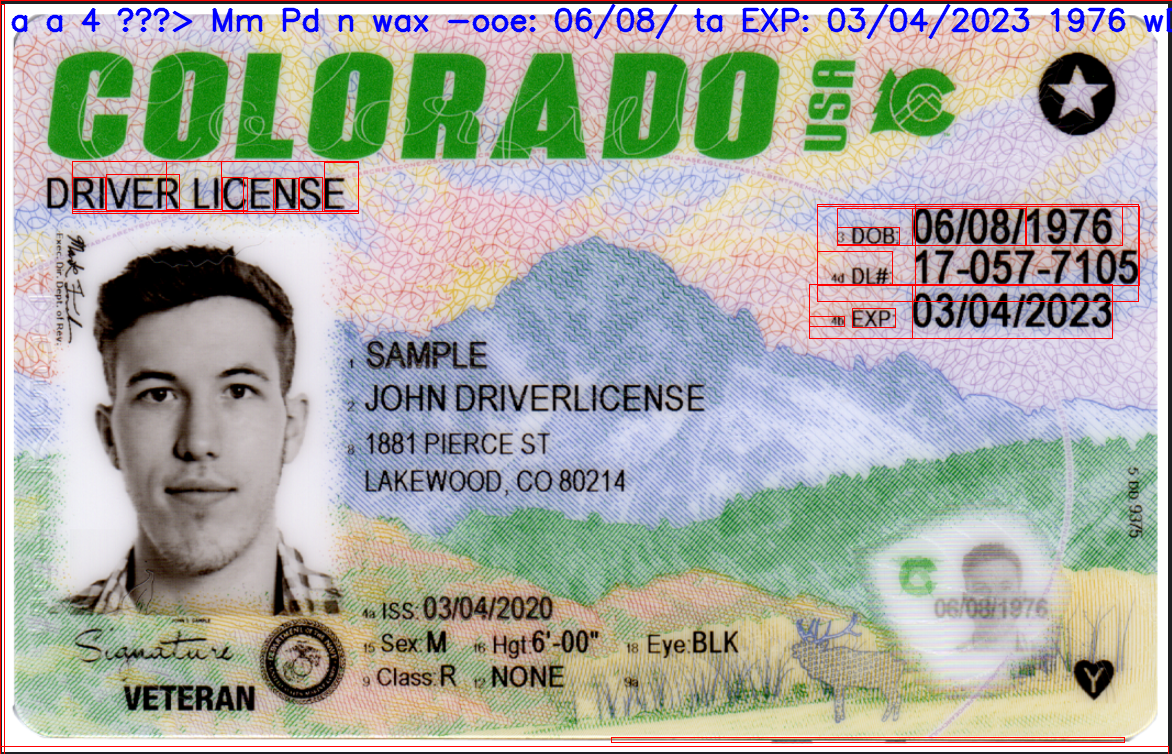 a a 4 ???> Mm Pd n wax —ooe: 06/08/ ta EXP: 03/04/2023 1976
COLORADO USA
DRIVER LICENSE
3 DOB: 06/08/1976
4d DL#: 17-057-7105
4b EXP: 03/04/2023
Exec. Dir. Dept. of Rev.
1 SAMPLE
2 JOHN DRIVERLICENSE
8 1881 PIERCE ST
LAKEWOOD, CO 80214
5 DD 9375
06/08/1976
4a ISS: 03/04/2020
15 Sex: M 16 Hgt: 6'-00" 18 Eye: BLK
9 Class: R 12 NONE 9a
Signature
VETERAN
Y